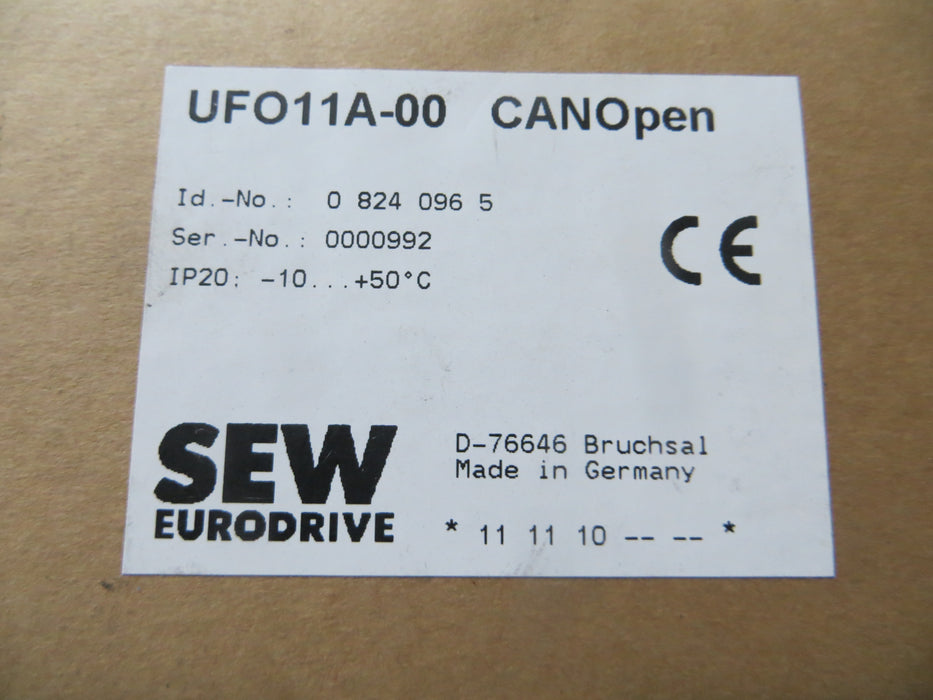 UFO11A-00 CANOpen
Id.-No.: 0 824 096 5
Ser.-No.: 0000992
IP20: -10...+50°C
CE
SEW
EURODRIVE
D-76646 Bruchsal
Made in Germany
* 11 11 10 -- -- *